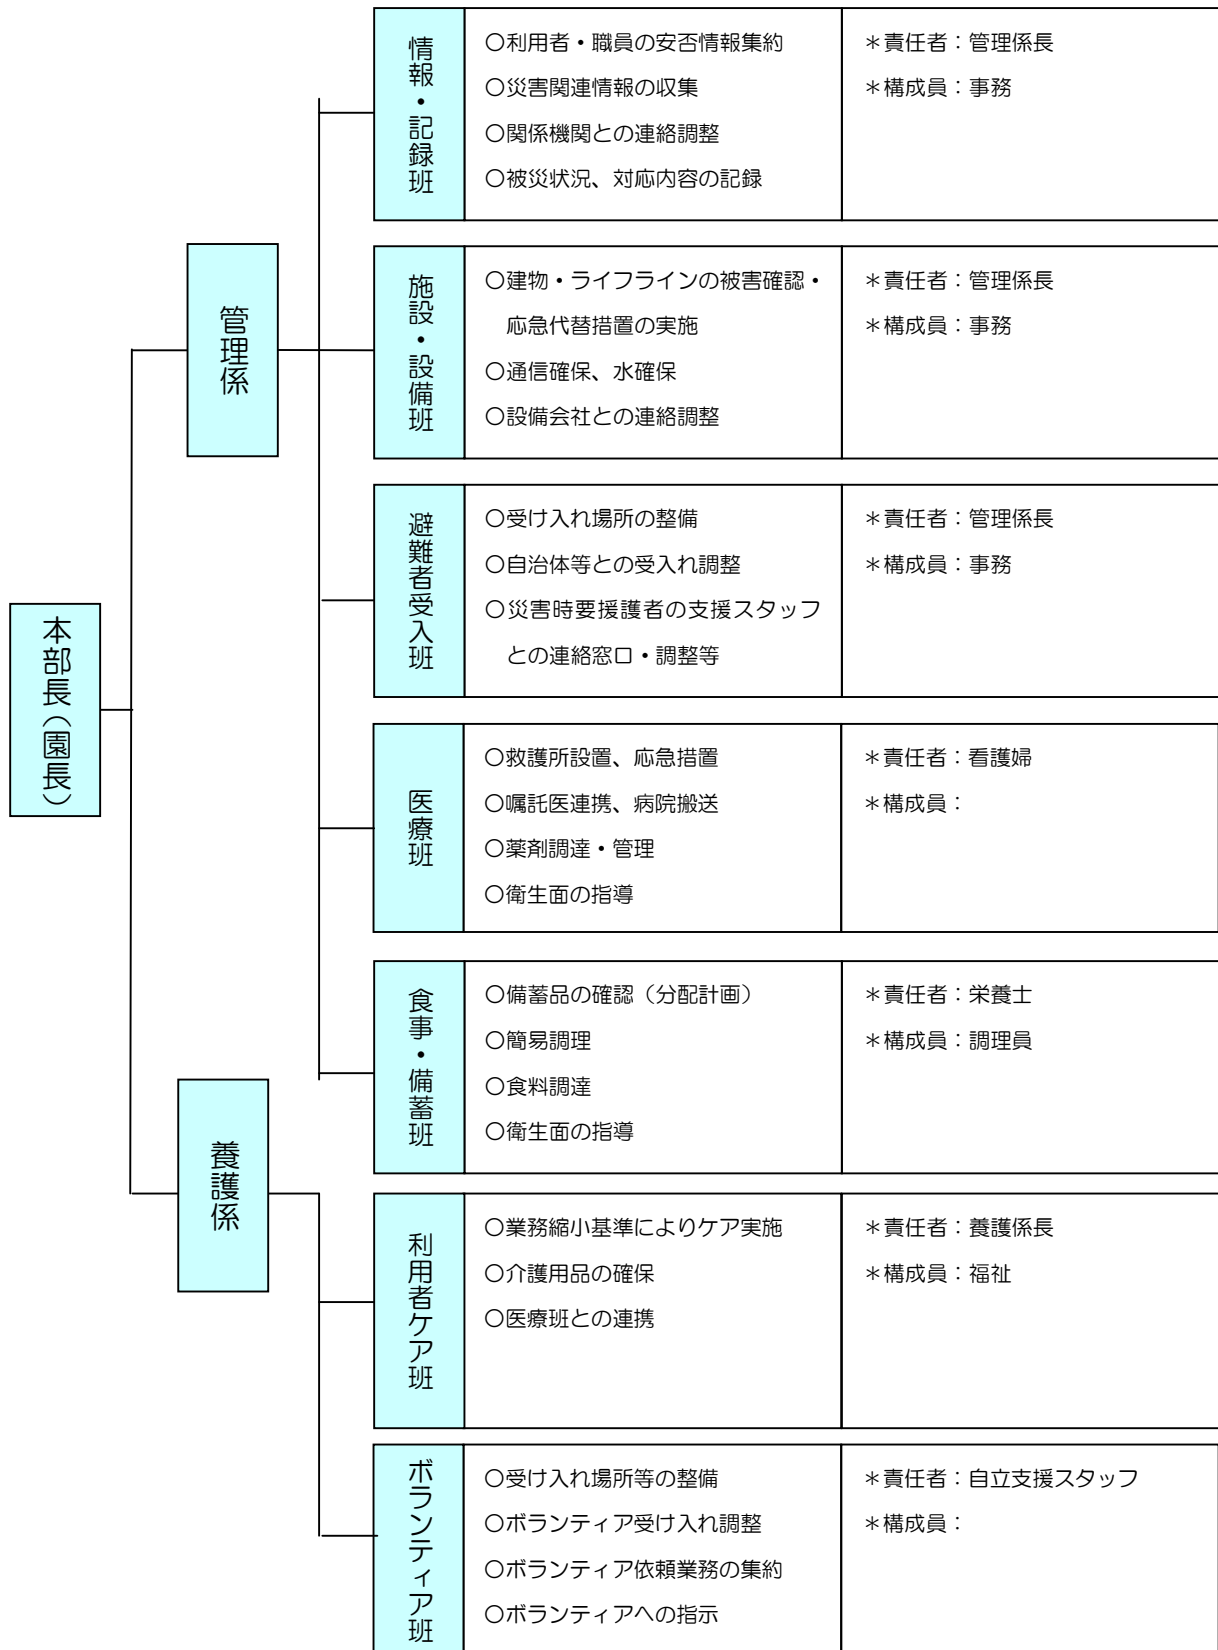 本部長（園長）
管理係
情報・記録班
○利用者・職員の安否情報集約
○災害関連情報の収集
○関係機関との連絡調整
○被災状況、対応内容の記録
＊責任者：管理係長
＊構成員：事務
施設・設備班
○建物・ライフラインの被害確認・
応急代替措置の実施
○通信確保、水確保
○設備会社との連絡調整
＊責任者：管理係長
＊構成員：事務
避難者受入班
○受け入れ場所の整備
○自治体等との受入れ調整
○災害時要援護者の支援スタッフ
との連絡窓口・調整等
＊責任者：管理係長
＊構成員：事務
医療班
○救護所設置、応急措置
○嘱託医連携、病院搬送
○薬剤調達・管理
○衛生面の指導
＊責任者：看護婦
＊構成員：
食事・備蓄班
○備蓄品の確認（分配計画）
○簡易調理
○食料調達
○衛生面の指導
＊責任者：栄養士
＊構成員：調理員
養護係
利用者ケア班
○業務縮小基準によりケア実施
○介護用品の確保
○医療班との連携
＊責任者：養護係長
＊構成員：福祉
ボランティア班
○受け入れ場所等の整備
○ボランティア受け入れ調整
○ボランティア依頼業務の集約
○ボランティアへの指示
＊責任者：自立支援スタッフ
＊構成員：